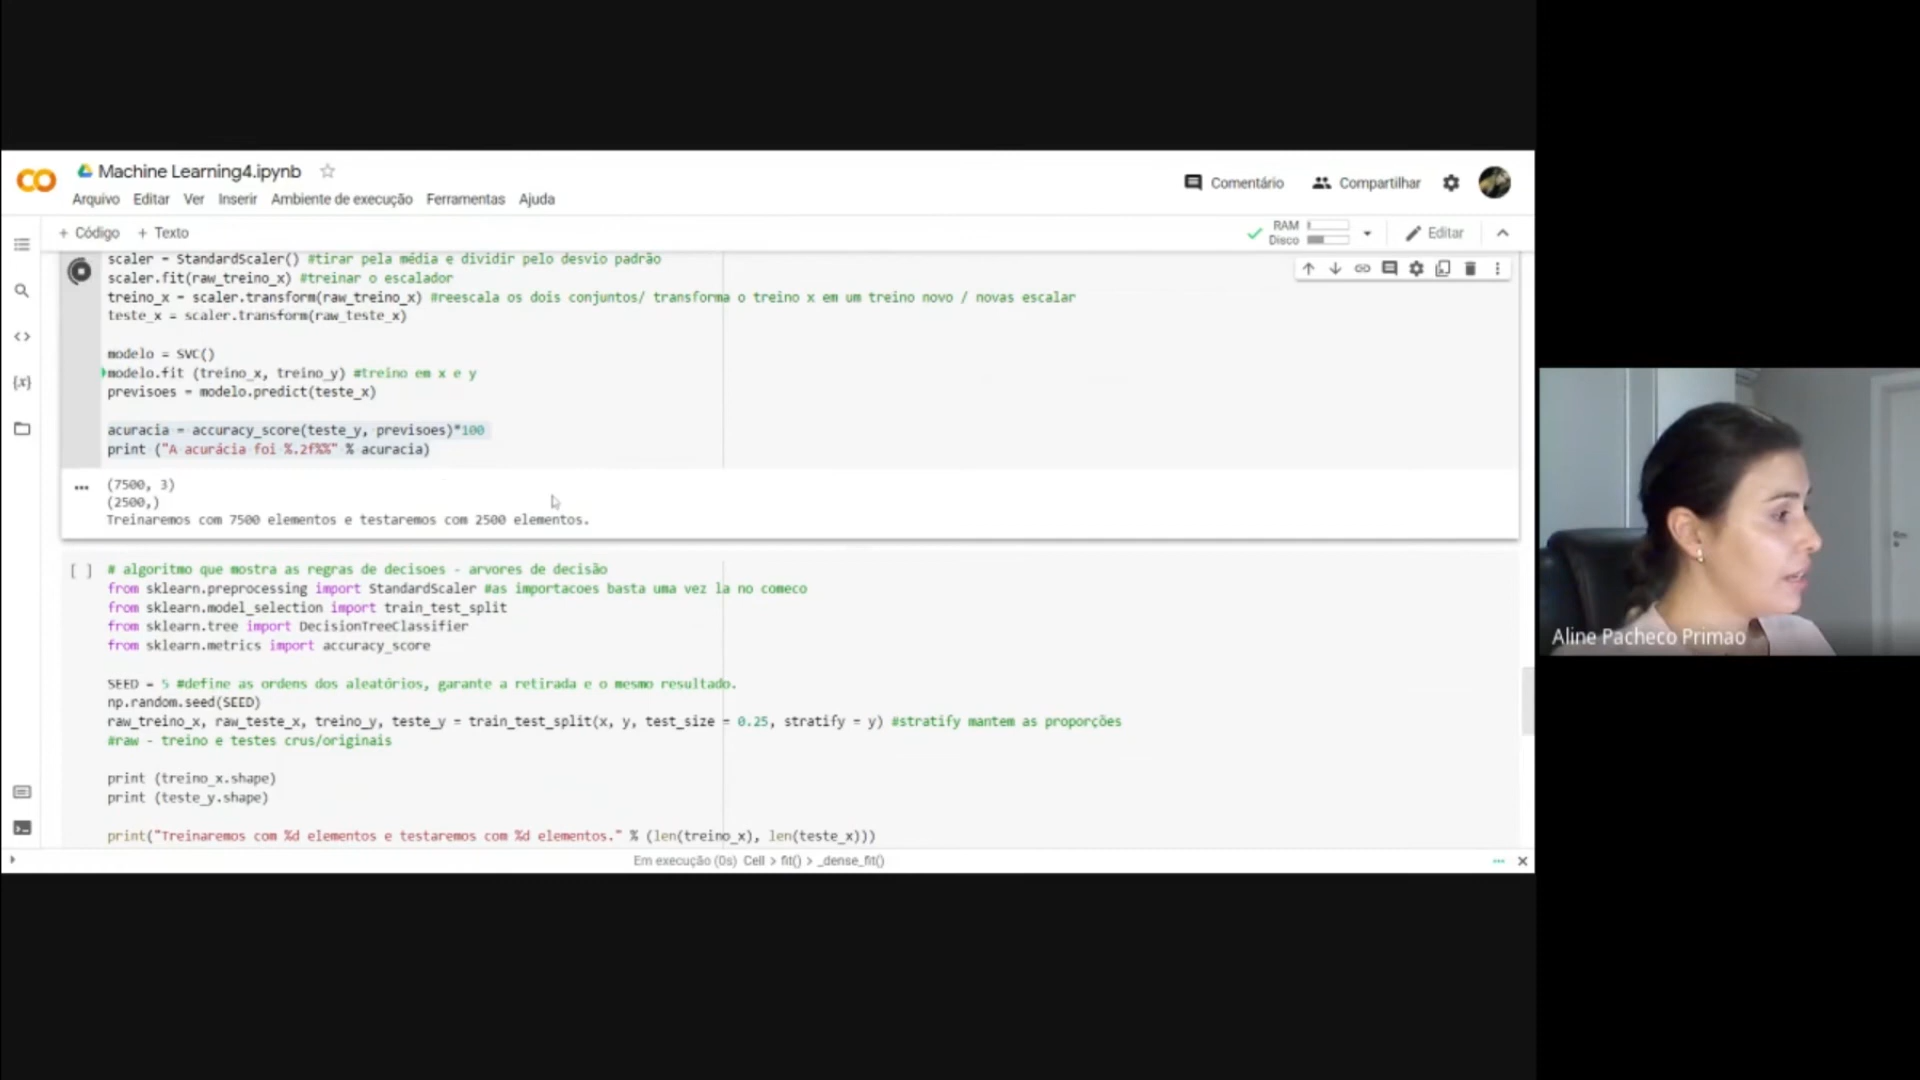 Machine Learning4.ipynb
Comentário
Compartilhar
Arquivo Editar Ver Inserir Ambiente de execução Ferramentas Ajuda
+ Código + Texto
RAM
Disco
Editar
scaler = StandardScaler() #tirar pela média e dividir pelo desvio padrão
scaler.fit(raw_treino_x) #treinar o escalador
treino_x = scaler.transform(raw_treino_x) #reescala os dois conjuntos/ transforma o treino x em um treino novo / novas escalar
teste_x = scaler.transform(raw_teste_x)
modelo = SVC()
modelo.fit (treino_x, treino_y) #treino em x e y
previsoes = modelo.predict(teste_x)
acuracia = accuracy_score(teste_y, previsoes)*100
print ("A acurácia foi %.2f%%" % acuracia)
(7500, 3)
(2500,)
Treinaremos com 7500 elementos e testaremos com 2500 elementos.
[ ] # algoritmo que mostra as regras de decisoes - arvores de decisão
from sklearn.preprocessing import StandardScaler #as importacoes basta uma vez la no comeco
from sklearn.model_selection import train_test_split
from sklearn.tree import DecisionTreeClassifier
from sklearn.metrics import accuracy_score
SEED = 5 #define as ordens dos aleatórios, garante a retirada e o mesmo resultado.
np.random.seed(SEED)
raw_treino_x, raw_teste_x, treino_y, teste_y = train_test_split(x, y, test_size = 0.25, stratify = y) #stratify mantem as proporções
#raw - treino e testes crus/originais
print (treino_x.shape)
print (teste_y.shape)
print("Treinaremos com %d elementos e testaremos com %d elementos." % (len(treino_x), len(teste_x)))
Em execução (0s) Cell > fit() > _dense_fit()
Aline Pacheco Primao